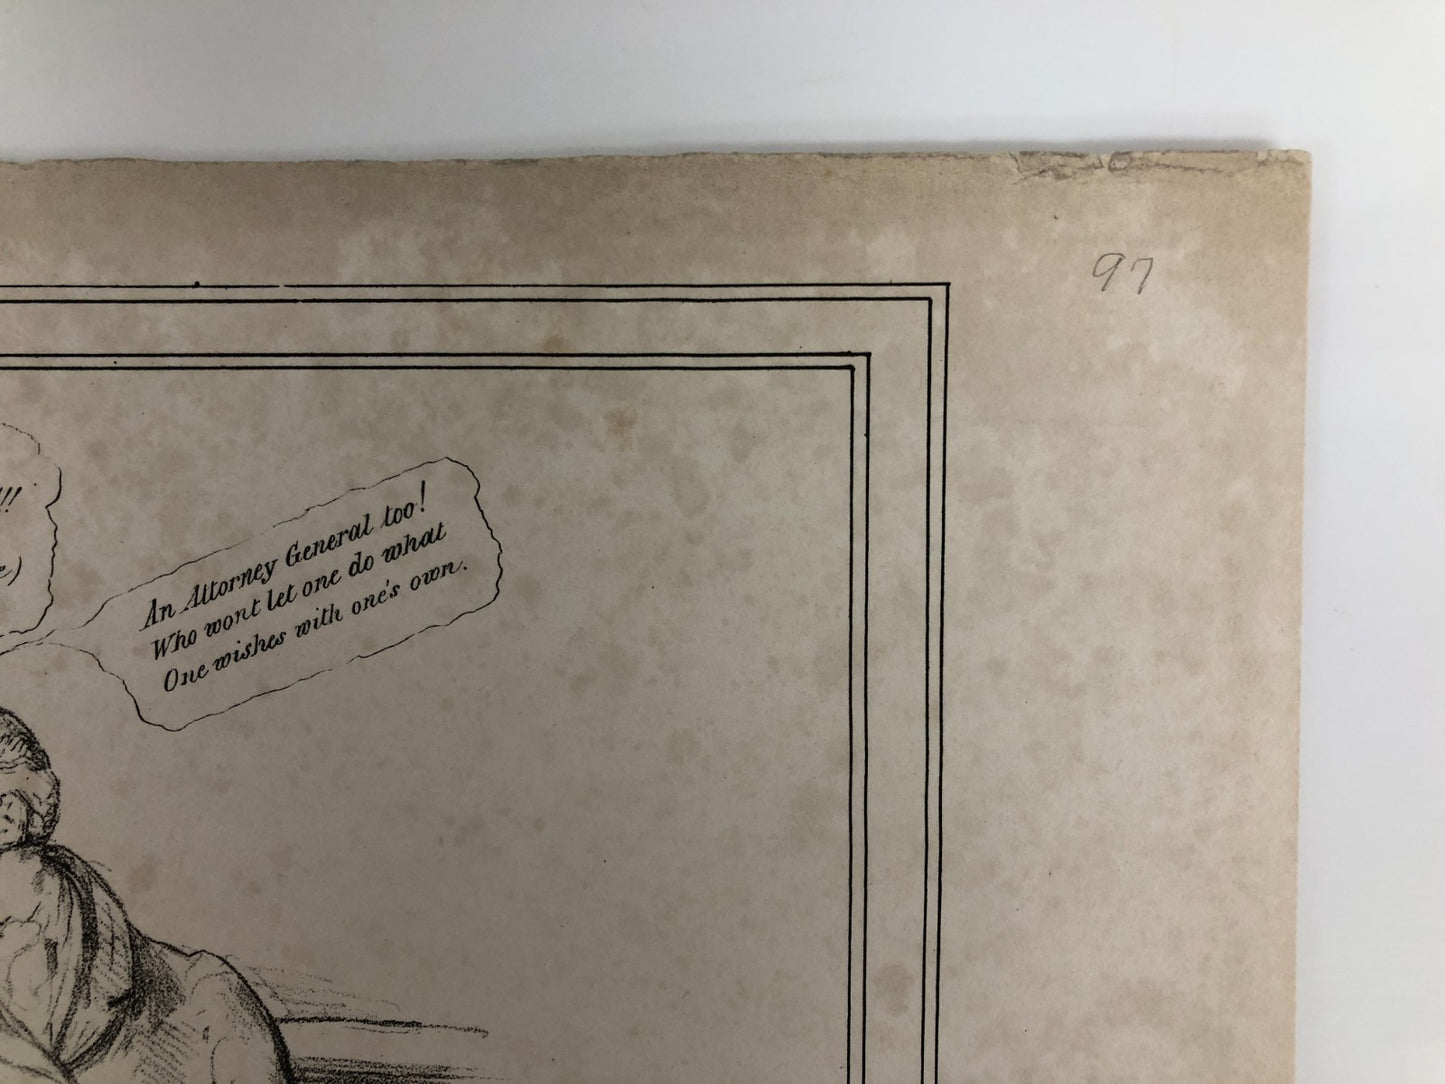 97
!!!
e)
An Attorney General too!
Who wont let one do what
One wishes with one's own.